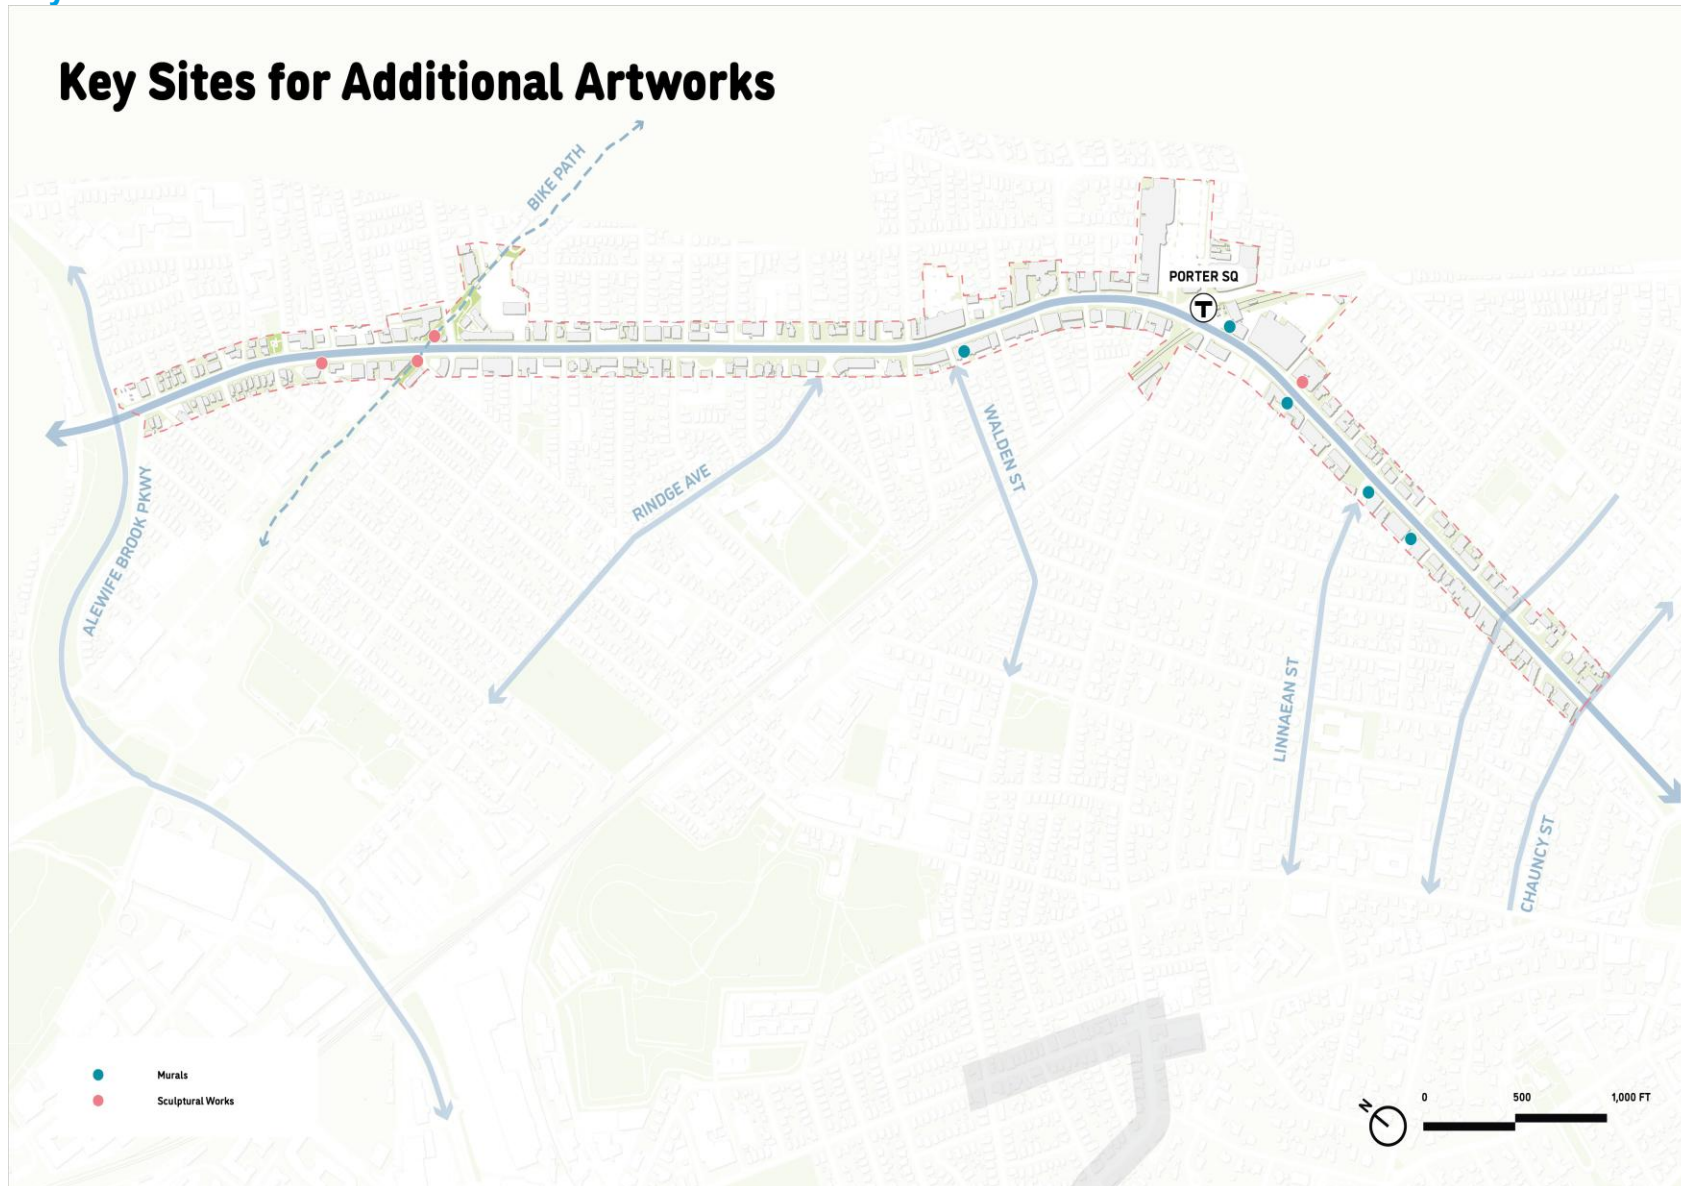 Key Sites for Additional Artworks
BIKE PATH
PORTER SQ
T
WALDEN ST
RINDGE AVE
ALEWIFE BROOK PKWY
LINNAEAN ST
CHAUNCY ST
Murals
Sculptural Works
N
0 500 1,000 FT